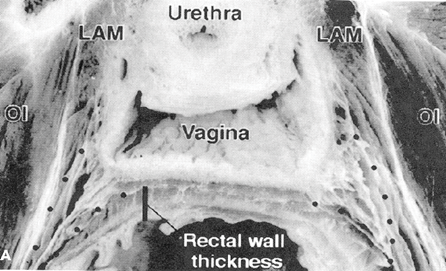 Urethra
LAM
LAM
OI
OI
Vagina
Rectal wall
thickness
A